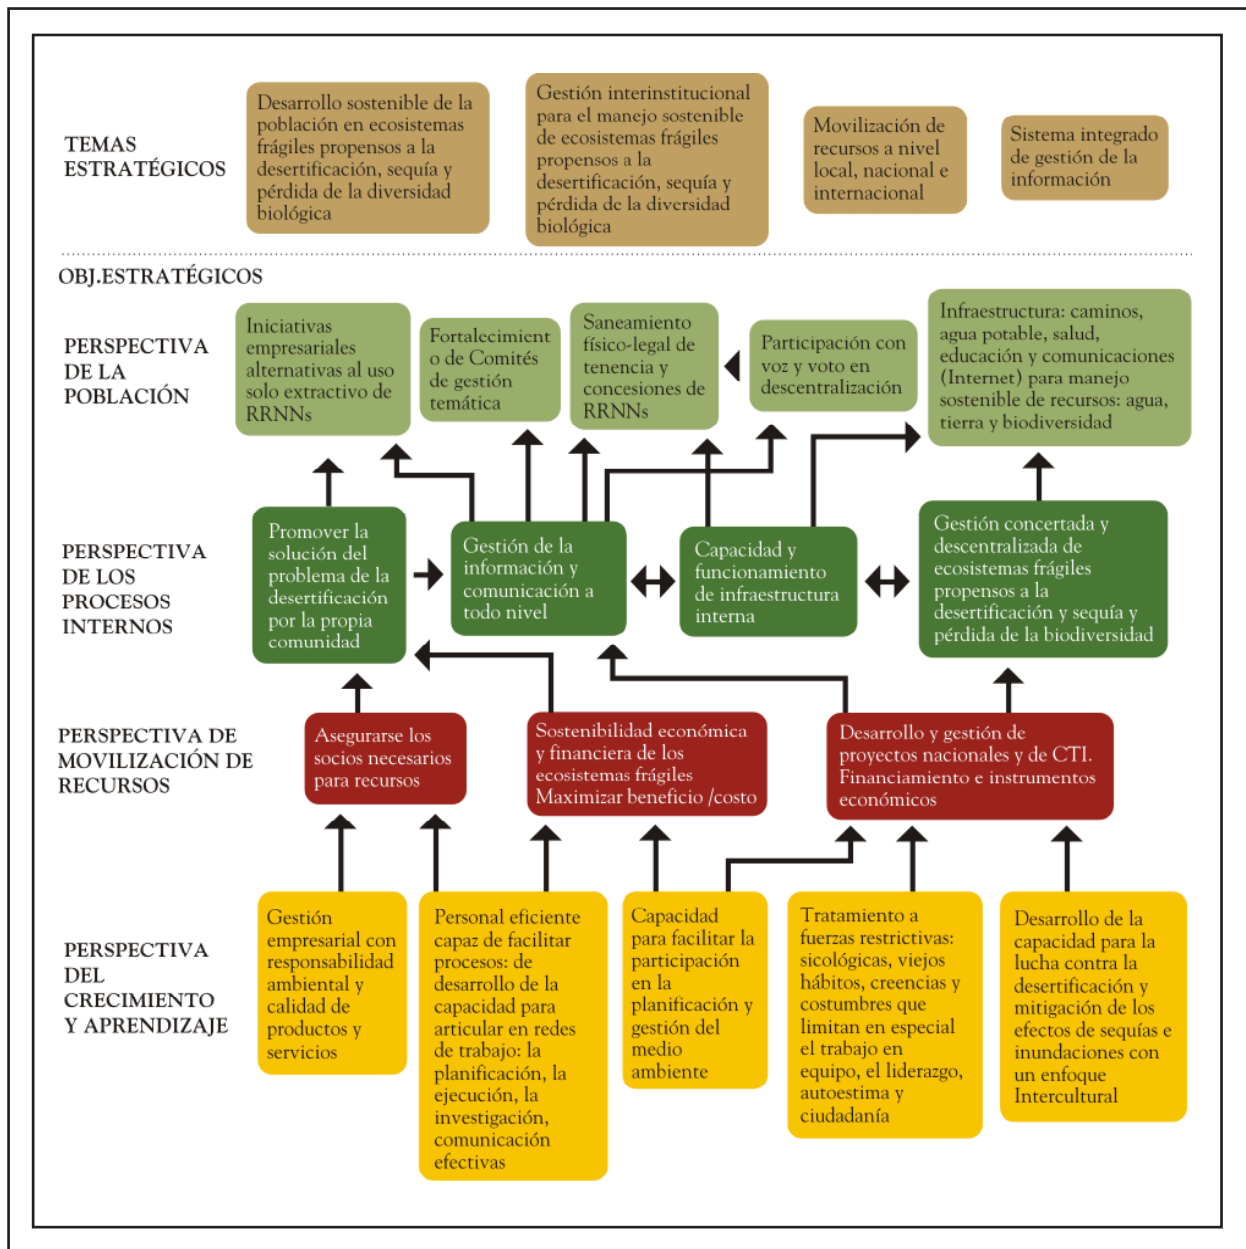 TEMAS
ESTRATÉGICOS
Desarrollo sostenible de la
población en ecosistemas
frágiles propensos a la
desertificación, sequía y
pérdida de la diversidad
biológica
Gestión interinstitucional
para el manejo sostenible
de ecosistemas frágiles
propensos a la
desertificación, sequía y
pérdida de la diversidad
biológica
Movilización de
recursos a nivel
local, nacional e
internacional
Sistema integrado
de gestión de la
información
OBJ.ESTRATÉGICOS
PERSPECTIVA
DE LA
POBLACIÓN
Iniciativas
empresariales
alternativas al uso
solo extractivo de
RRNNs
Fortalecimient
o de Comités
de gestión
temática
Saneamiento
físico-legal de
tenencia y
concesiones de
RRNNs
Participación con
voz y voto en
descentralización
Infraestructura: caminos,
agua potable, salud,
educación y comunicaciones
(Internet) para manejo
sostenible de recursos: agua,
tierra y biodiversidad
PERSPECTIVA
DE LOS
PROCESOS
INTERNOS
Promover la
solución del
problema de la
desertificación
por la propia
comunidad
Gestión de la
información y
comunicación a
todo nivel
Capacidad y
funcionamiento
de infraestructura
interna
Gestión concertada y
descentralizada de
ecosistemas frágiles
propensos a la
desertificación y sequía y
pérdida de la biodiversidad
PERSPECTIVA DE
MOVILIZACIÓN DE
RECURSOS
Asegurarse los
socios necesarios
para recursos
Sostenibilidad económica
y financiera de los
ecosistemas frágiles
Maximizar beneficio /costo
Desarrollo y gestión de
proyectos nacionales y de CTI.
Financiamiento e instrumentos
económicos
PERSPECTIVA
DEL
CRECIMIENTO
Y APRENDIZAJE
Gestión
empresarial con
responsabilidad
ambiental y
calidad de
productos y
servicios
Personal eficiente
capaz de facilitar
procesos: de
desarrollo de la
capacidad para
articular en redes
de trabajo: la
planificación, la
ejecución, la
investigación,
comunicación
efectivas
Capacidad
para facilitar la
participación
en la
planificación y
gestión del
medio
ambiente
Tratamiento a
fuerzas restrictivas:
sicológicas, viejos
hábitos, creencias y
costumbres que
limitan en especial
el trabajo en
equipo, el liderazgo,
autoestima y
ciudadanía
Desarrollo de la
capacidad para la
lucha contra la
desertificación y
mitigación de los
efectos de sequías e
inundaciones con
un enfoque
Intercultural